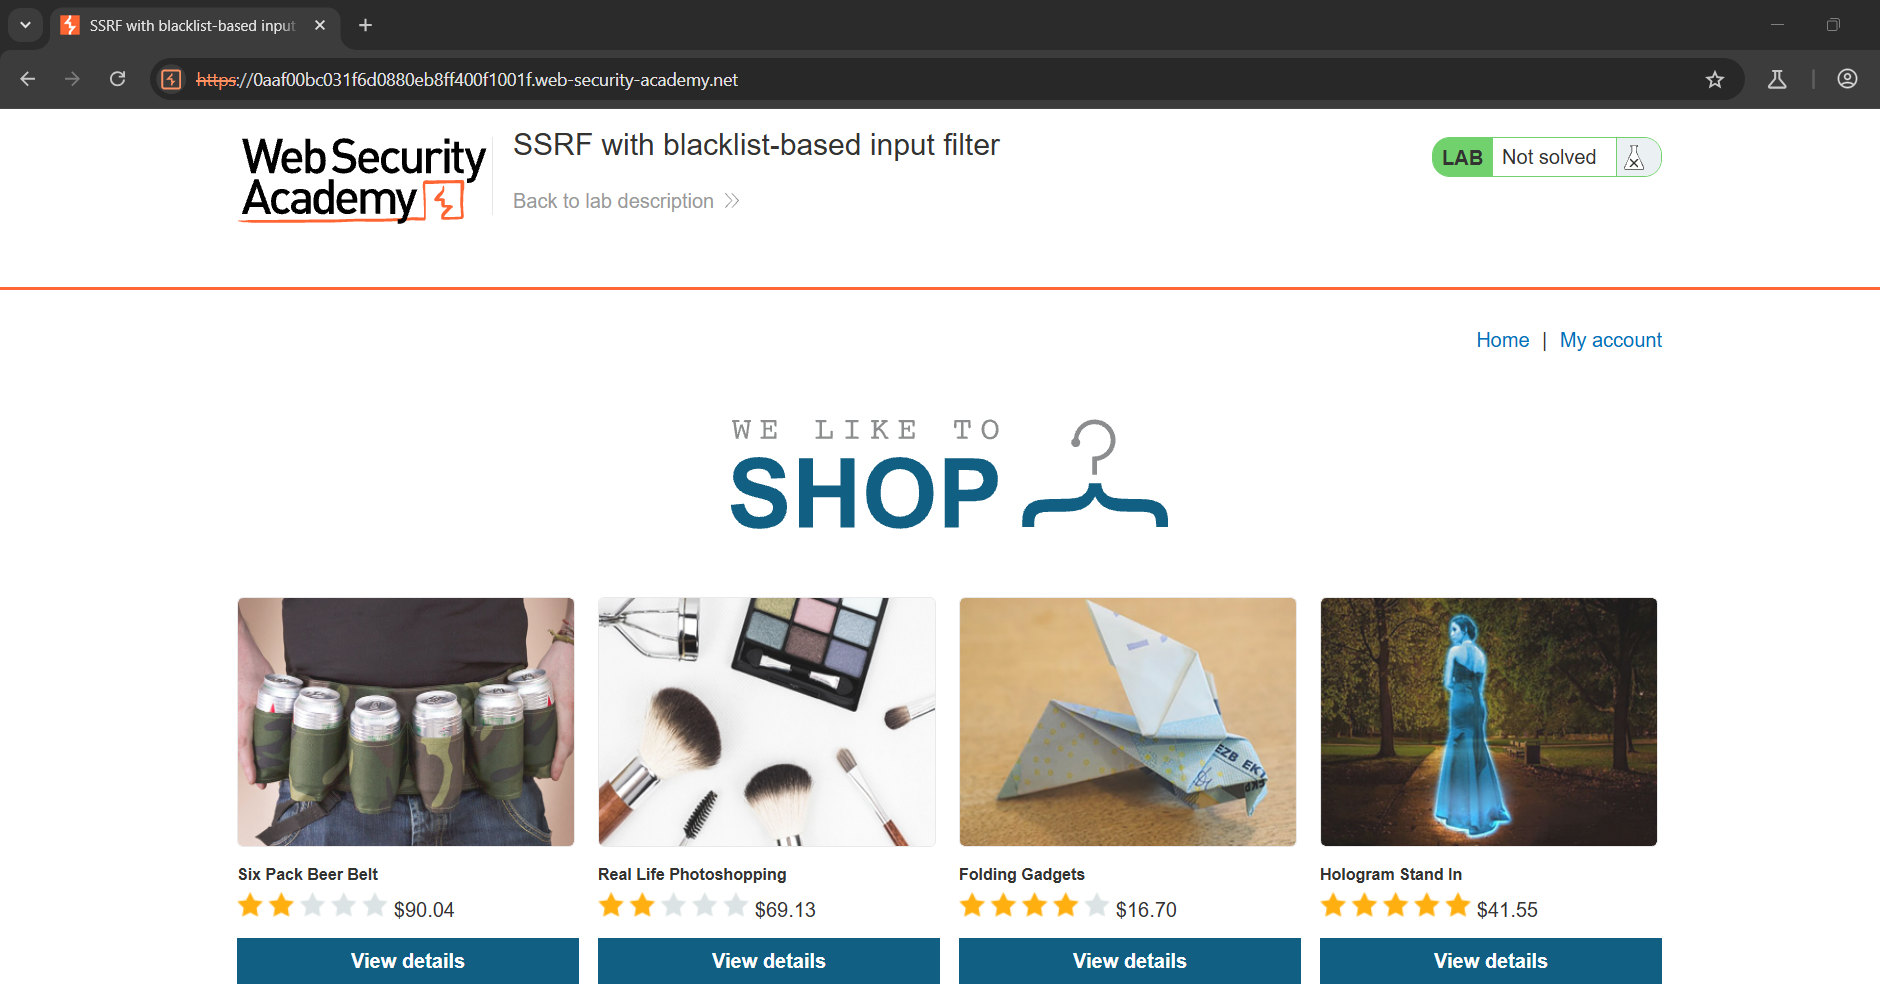 SSRF with blacklist-based input
https://0aaf00bc031f6d0880eb8ff400f1001f.web-security-academy.net
Web Security
Academy
SSRF with blacklist-based input filter
Back to lab description
LAB Not solved
Home | My account
WE LIKE TO
SHOP
EZB EK
Six Pack Beer Belt
Real Life Photoshopping
Folding Gadgets
Hologram Stand In
$90.04
$69.13
$16.70
$41.55
View details
View details
View details
View details